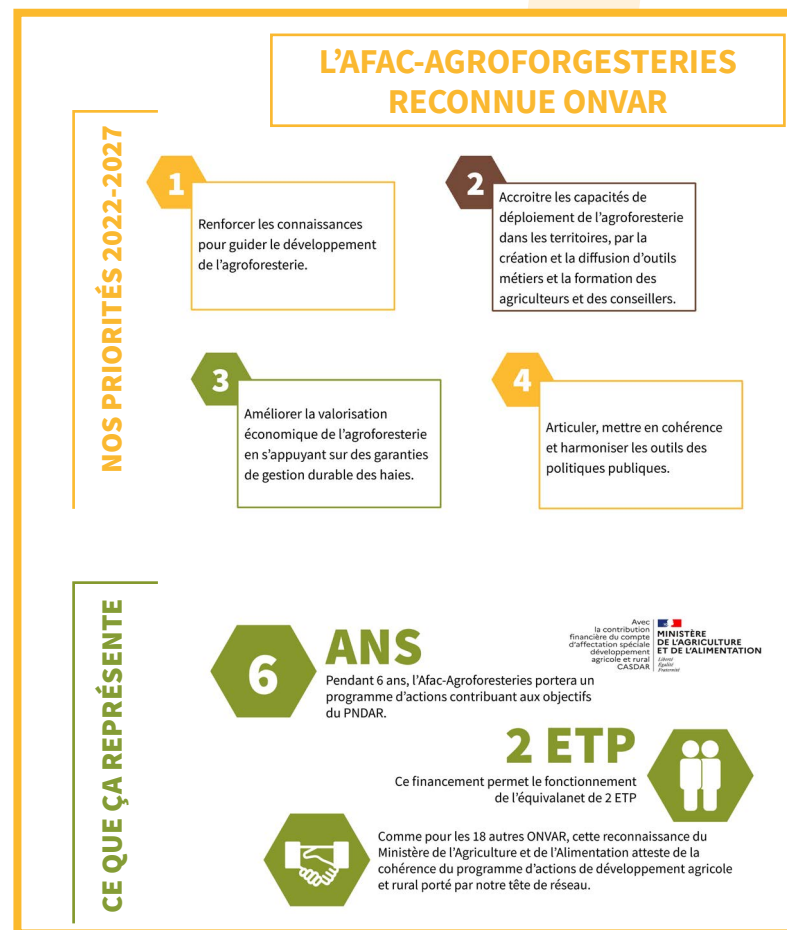 L'AFAC-AGROFORGESTERIES
RECONNUE ONVAR
NOS PRIORITÉS 2022-2027
1
Renforcer les connaissances
pour guider le développement
de l'agroforesterie.
2
Accroitre les capacités de
déploiement de l'agroforesterie
dans les territoires, par la
création et la diffusion d'outils
métiers et la formation des
agriculteurs et des conseillers.
3
Améliorer la valorisation
économique de l'agroforesterie
en s'appuyant sur des garanties
de gestion durable des haies.
4
Articuler, mettre en cohérence
et harmoniser les outils des
politiques publiques.
CE QUE ÇA REPRÉSENTE
6
ANS
Pendant 6 ans, l'Afac-Agroforesteries portera un
programme d'actions contribuant aux objectifs
du PNDAR.
Avec
la contribution
financière du compte
d'affectation spéciale
développement
agricole et rural
CASDAR
MINISTÈRE
DE L'AGRICULTURE
ET DE L'ALIMENTATION
Liberté
Égalité
Fraternité
2 ETP
Ce financement permet le fonctionnement
de l'équivalanet de 2 ETP
Comme pour les 18 autres ONVAR, cette reconnaissance du
Ministère de l'Agriculture et de l'Alimentation atteste de la
cohérence du programme d'actions de développement agricole
et rural porté par notre tête de réseau.